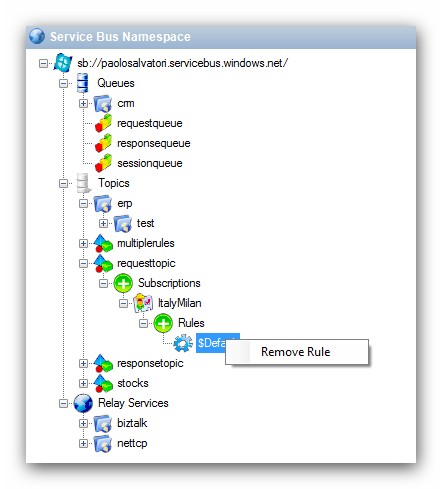 Service Bus Namespace
sb://paolosalvatori.servicebus.windows.net/
Queues
crm
requestqueue
responsequeue
sessionqueue
Topics
erp
test
multiplerules
requesttopic
Subscriptions
ItalyMilan
Rules
$Defau
Remove Rule
responsetopic
stocks
Relay Services
biztalk
nettcp